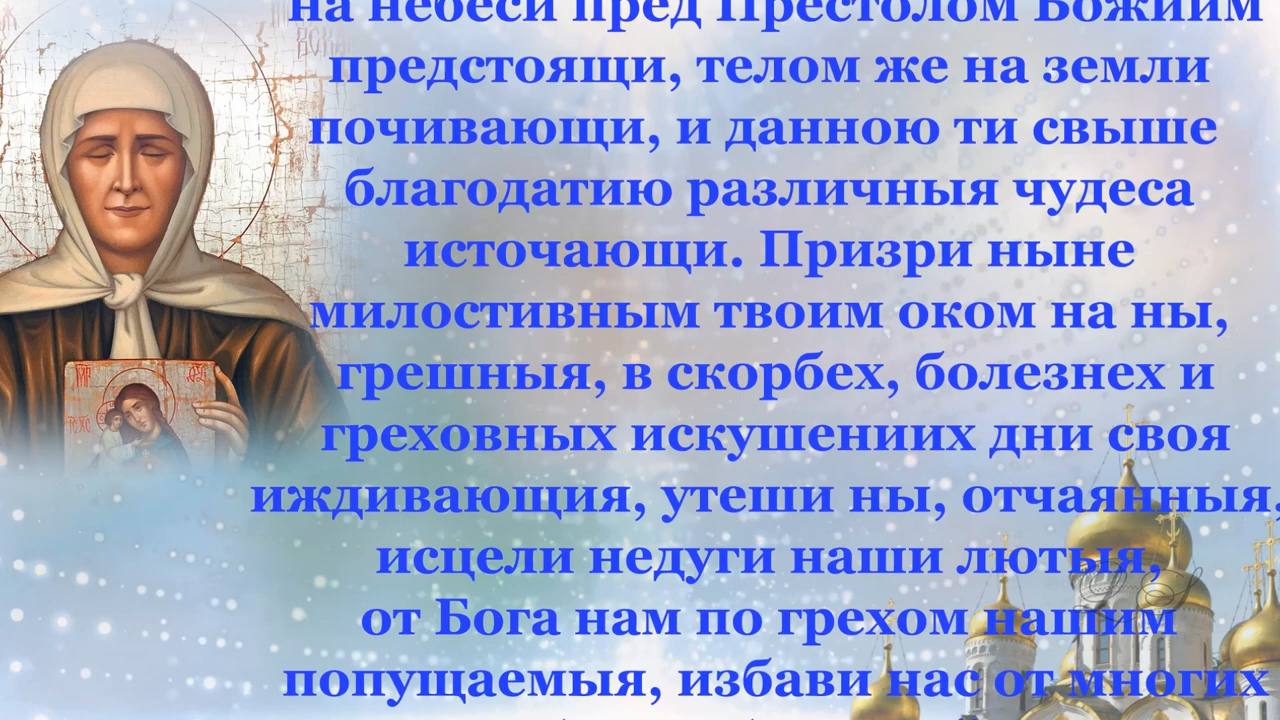 на небеси пред Престолом Божиим
предстоящи, телом же на земли
почивающи, и данною ти свыше
благодатию различныя чудеса
источающи. Призри ныне
милостивным твоим оком на ны,
грешныя, в скорбех, болезнех и
греховных искушениих дни своя
иждивающия, утеши ны, отчаянныя,
исцели недуги наши лютыя,
от Бога нам по грехом нашим
попущаемыя, избави нас от многих